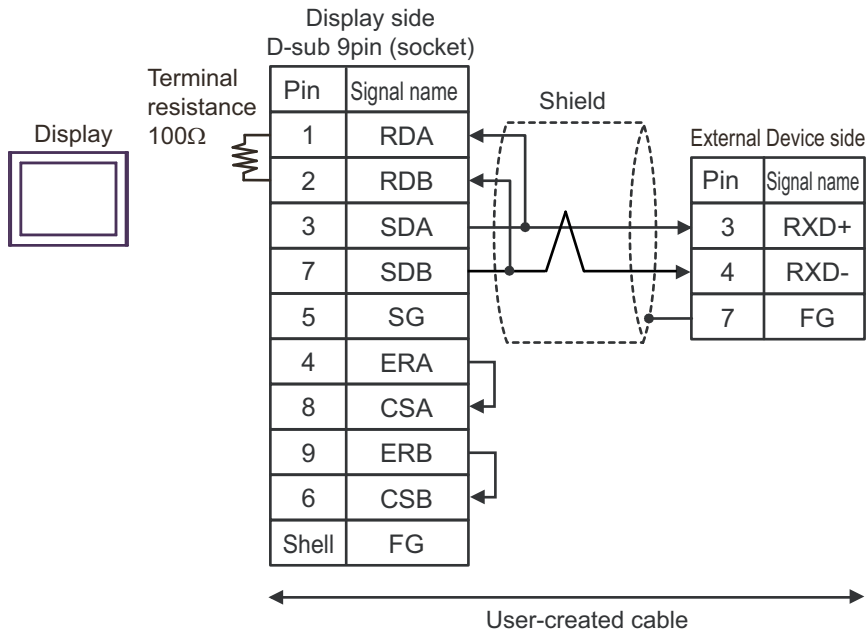 Display side
D-sub 9pin (socket)
Terminal
resistance
100Ω
Display
Shield
External Device side
Pin Signal name
1 RDA
2 RDB
3 SDA
7 SDB
5 SG
4 ERA
8 CSA
9 ERB
6 CSB
Shell FG
Pin Signal name
3 RXD+
4 RXD-
7 FG
User-created cable